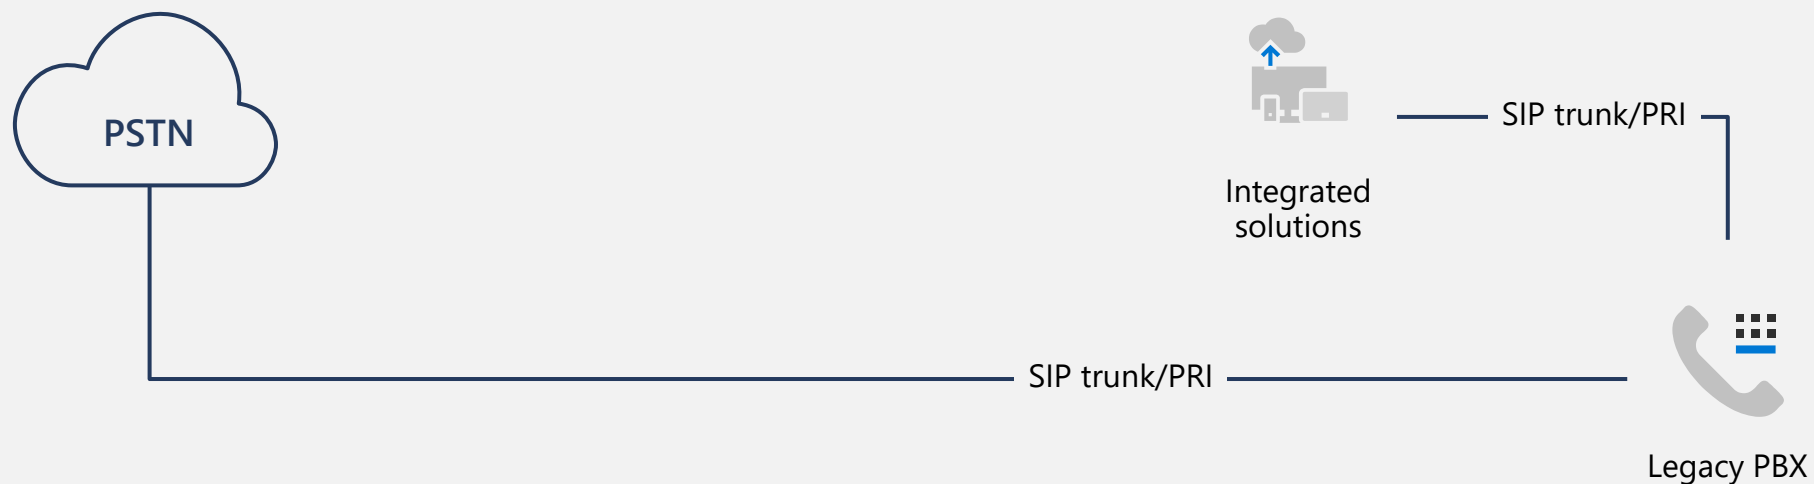 PSTN
SIP trunk/PRI
Integrated
solutions
SIP trunk/PRI
Legacy PBX